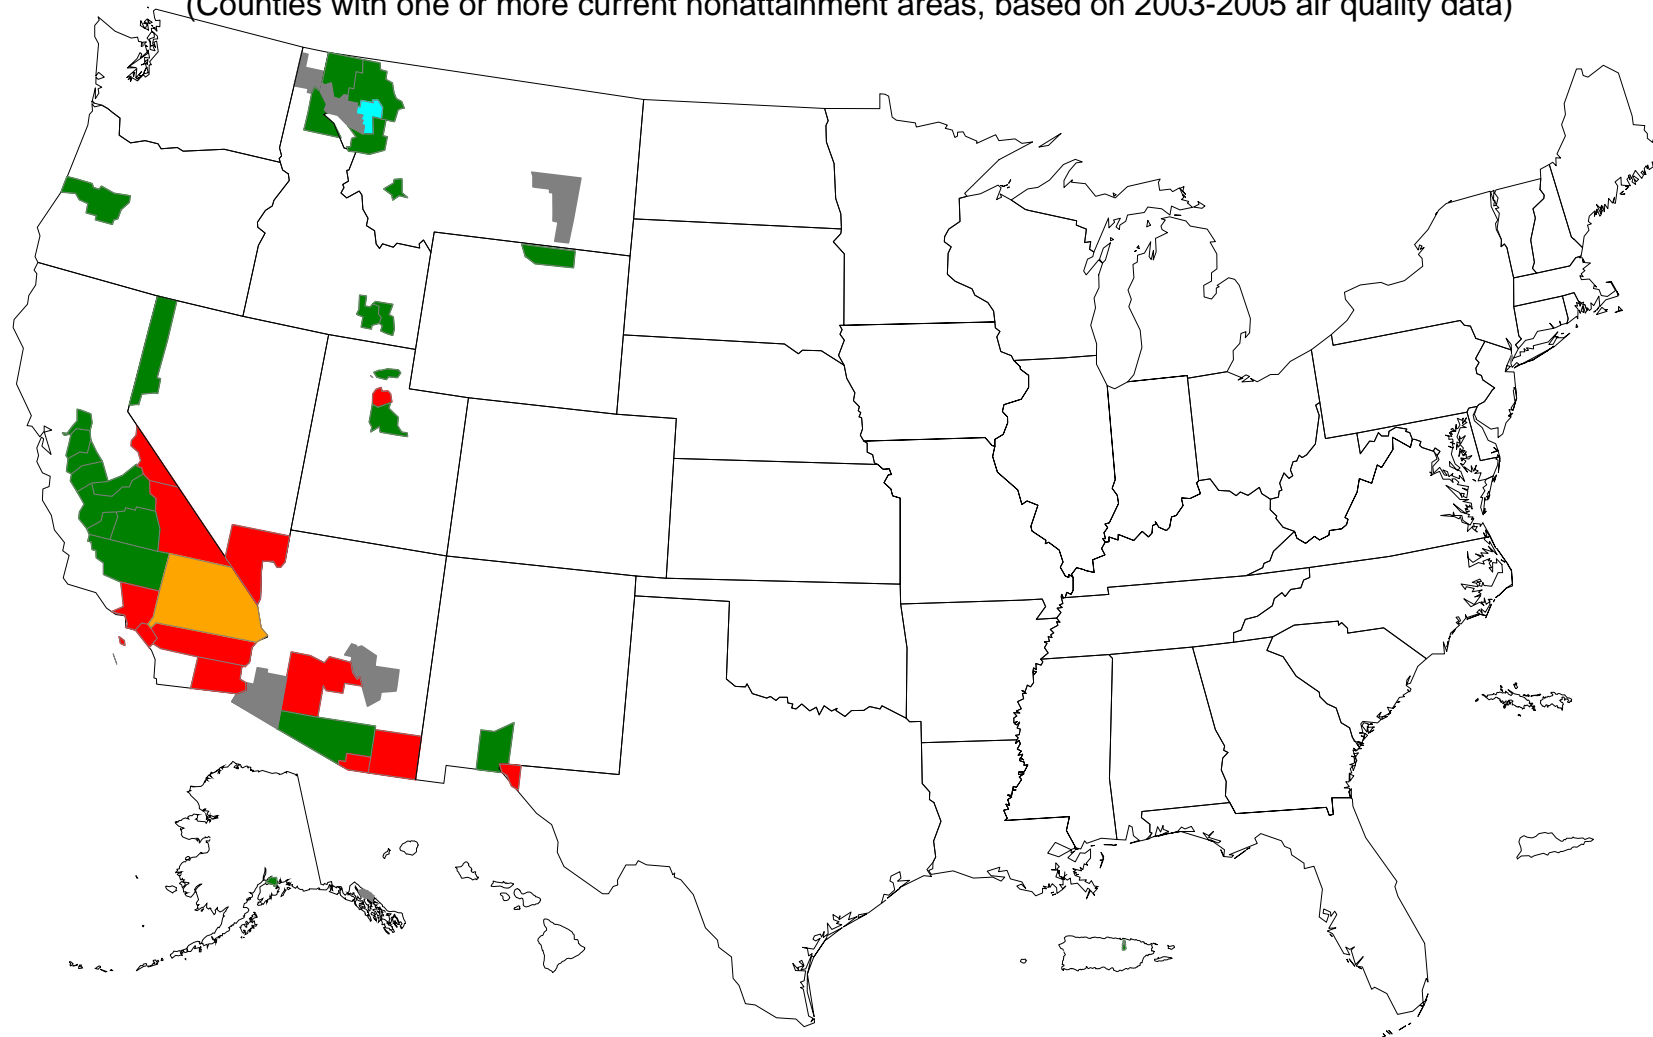 (Counties with one or more current nonattainment areas, based on 2003-2005 air quality data)